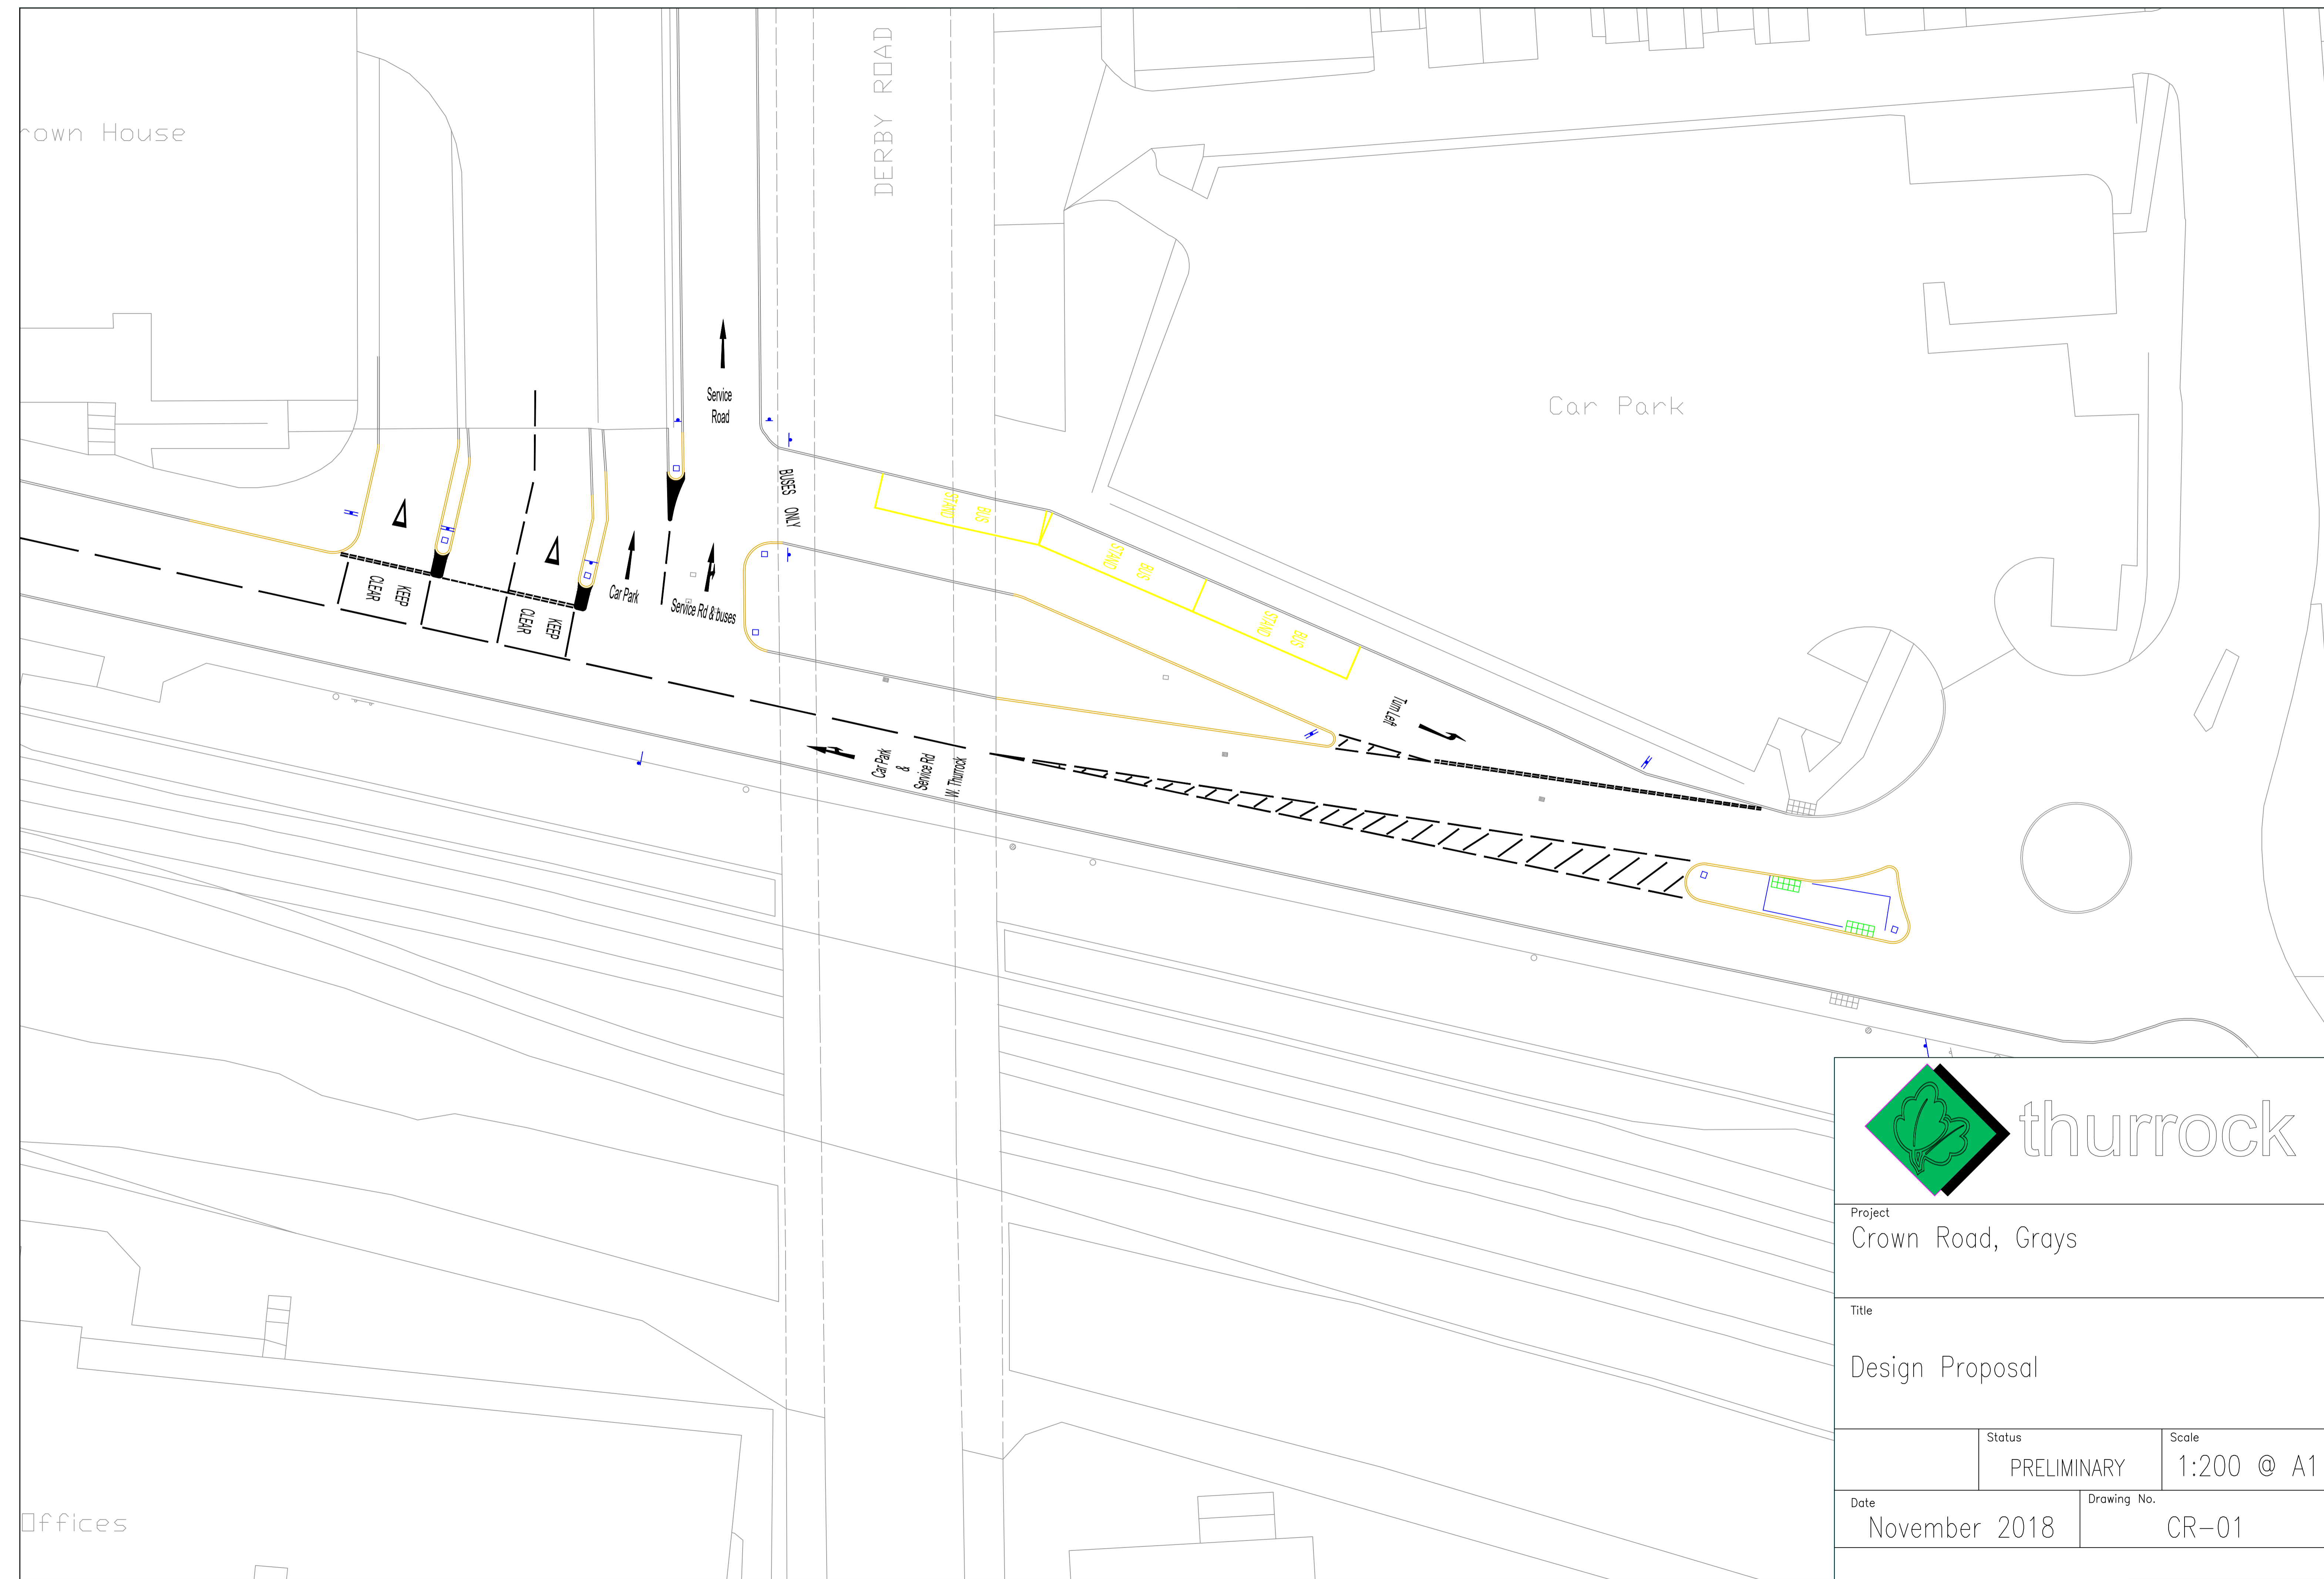 DERBY ROAD
rown House
Service
Road
Car Park
BUSES ONLY
BUS
STAND
BUS
STAND
BUS
STAND
KEEP
CLEAR
KEEP
CLEAR
Car Park
Service Rd & buses
Turn Left
Car Park
&
Service Rd
W. Thurrock
thurrock
Project
Crown Road, Grays
Title
Design Proposal
Status
PRELIMINARY
Scale
1:200 @ A1
Date
November 2018
Drawing No.
CR-01
Offices